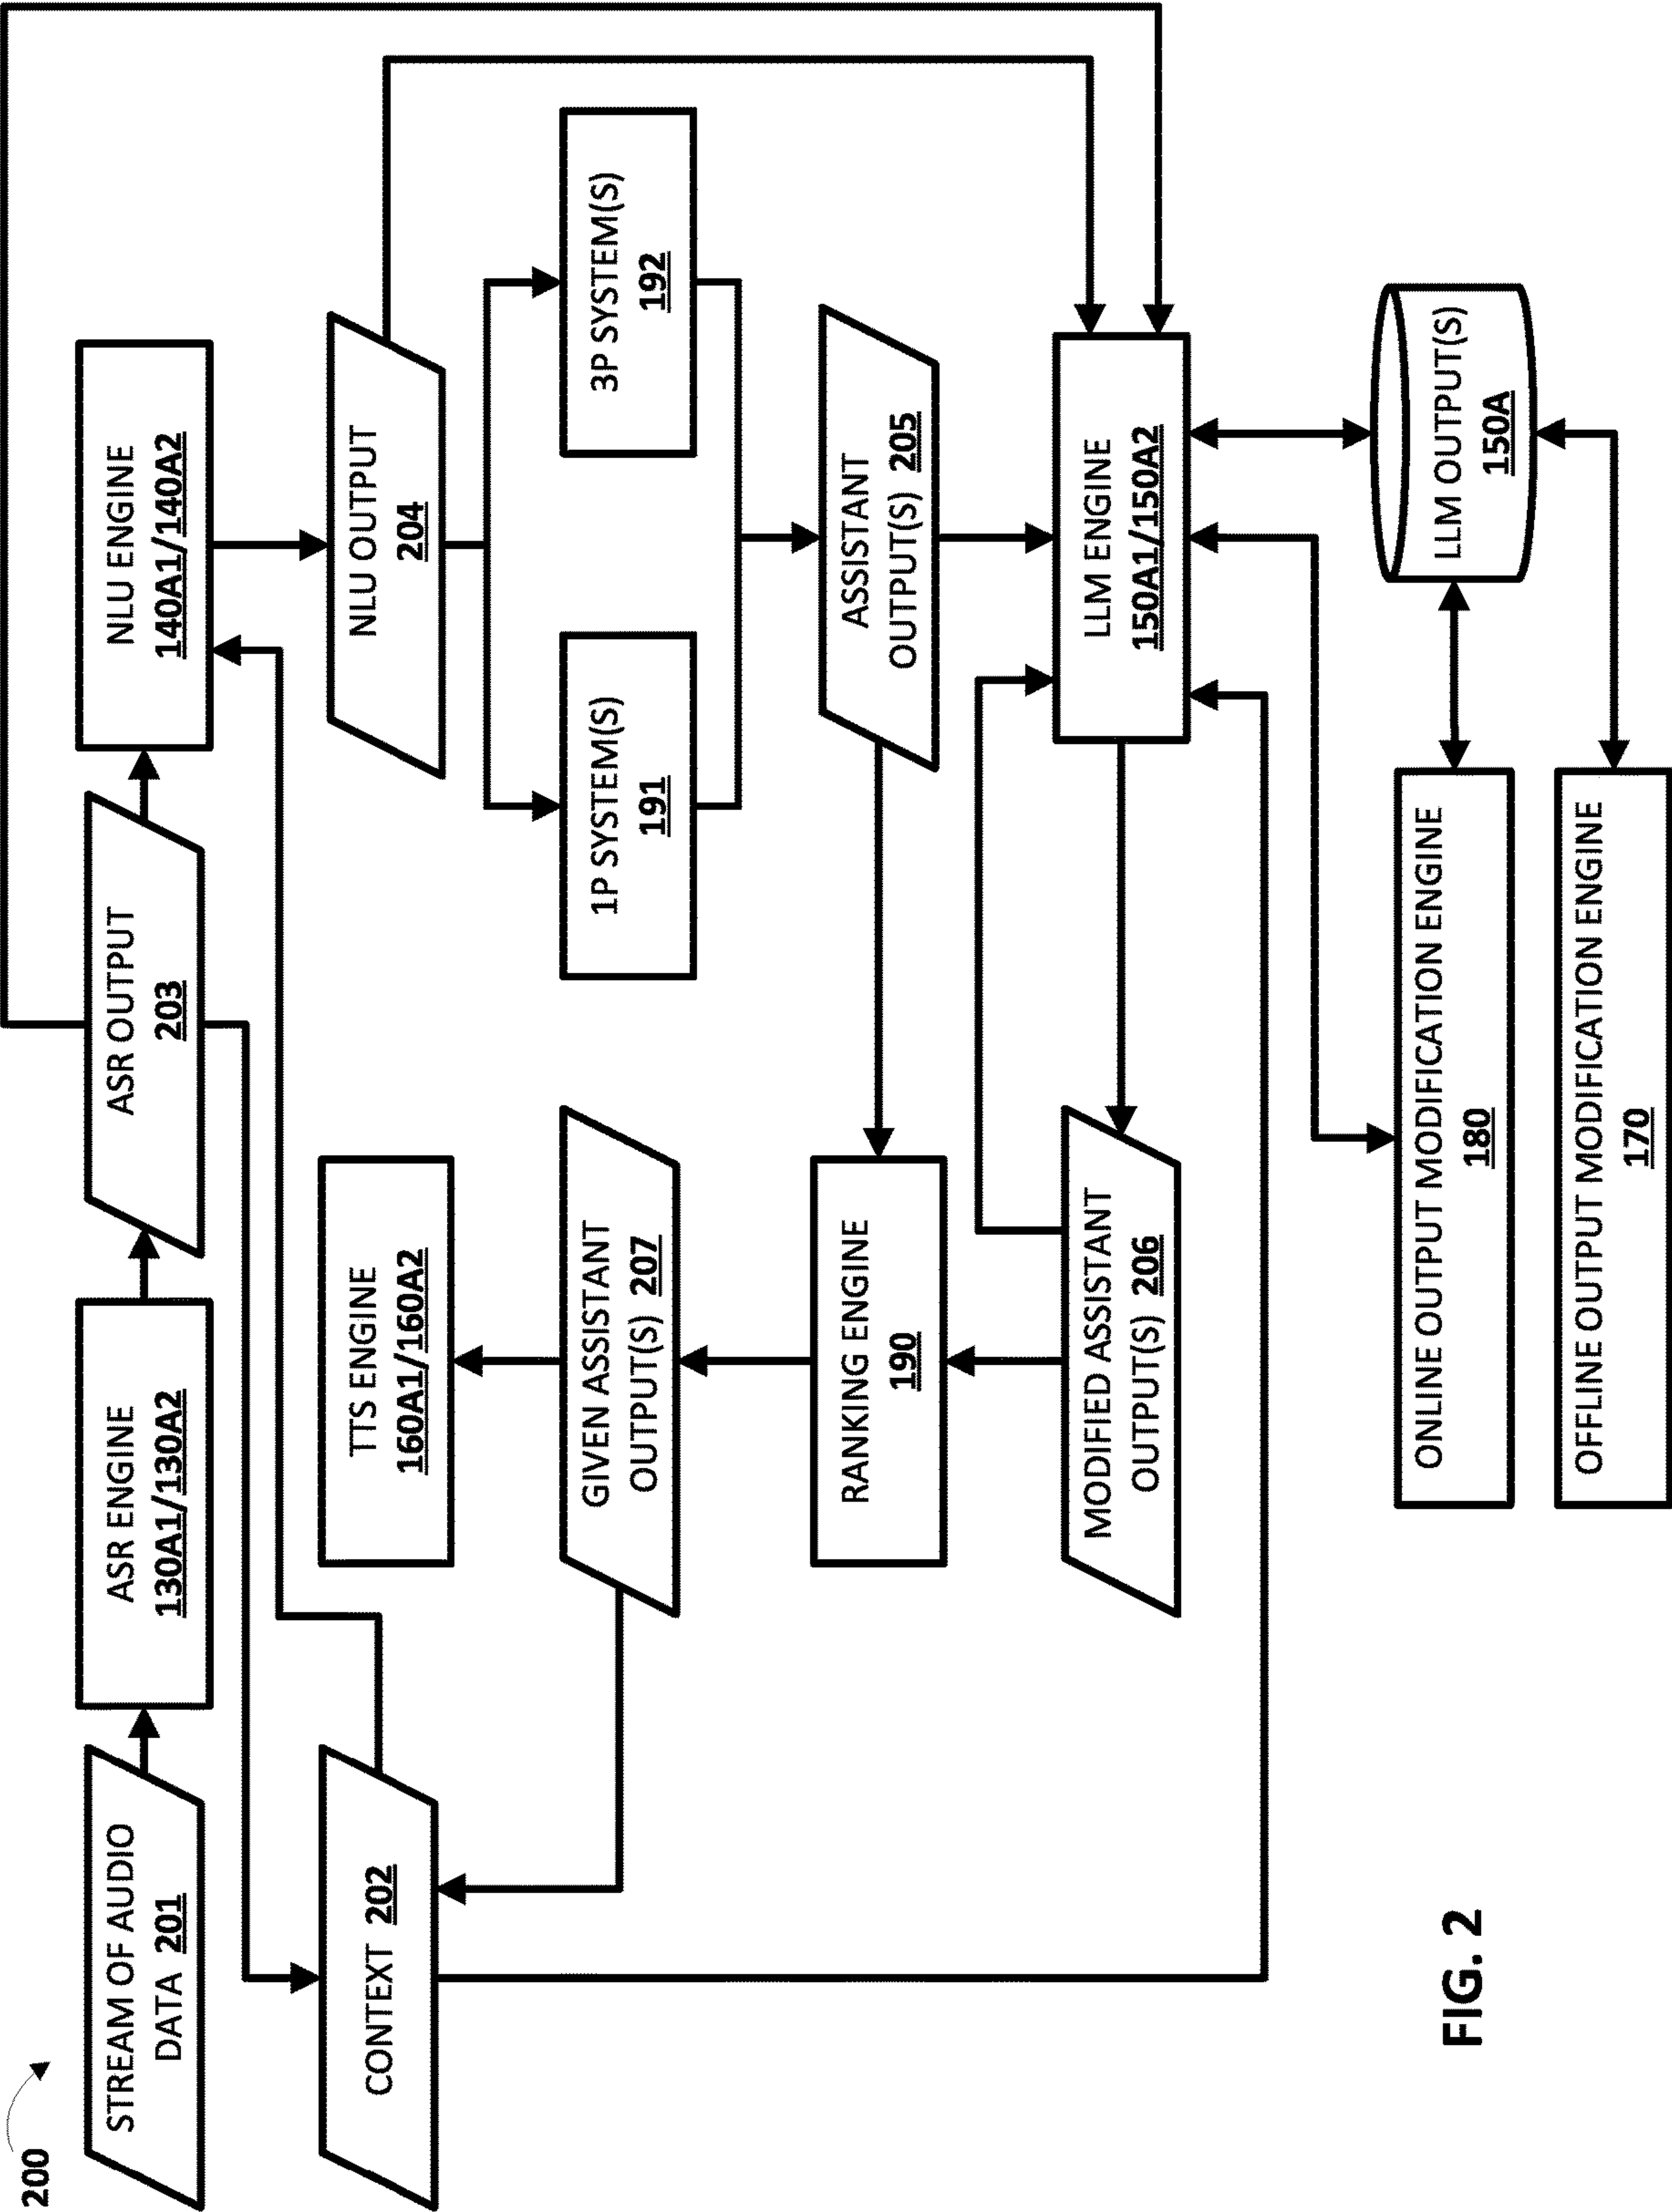 200
STREAM OF AUDIO
DATA 201
ASR ENGINE
130A1/130A2
ASR OUTPUT
203
NLU ENGINE
140A1/140A2
CONTEXT 202
TTS ENGINE
160A1/160A2
NLU OUTPUT
204
GIVEN ASSISTANT
OUTPUT(S) 207
1P SYSTEM(S)
191
3P SYSTEM(S)
192
RANKING ENGINE
190
ASSISTANT
OUTPUT(S) 205
MODIFIED ASSISTANT
OUTPUT(S) 206
LLM ENGINE
150A1/150A2
ONLINE OUTPUT MODIFICATION ENGINE
180
LLM OUTPUT(S)
150A
OFFLINE OUTPUT MODIFICATION ENGINE
170
FIG. 2